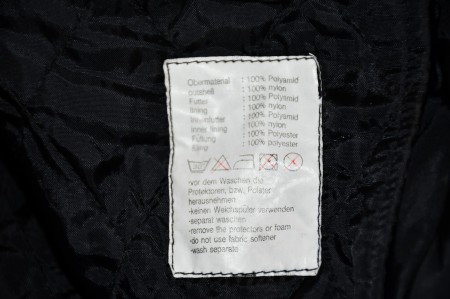 Obermaterial : 100% Polyamid
outshell : 100% nylon
Futter : 100% Polyamid
lining : 100% nylon
Innenfutter : 100% Polyamid
inner lining : 100% nylon
Füllung : 100% Polyester
filling : 100% polyester
vor dem Waschen die
Protektoren, bzw. Polster
herausnehmen
-keinen Weichspüler verwenden
-separat waschen
-remove the protectors or foam
-do not use fabric softener
-wash separate